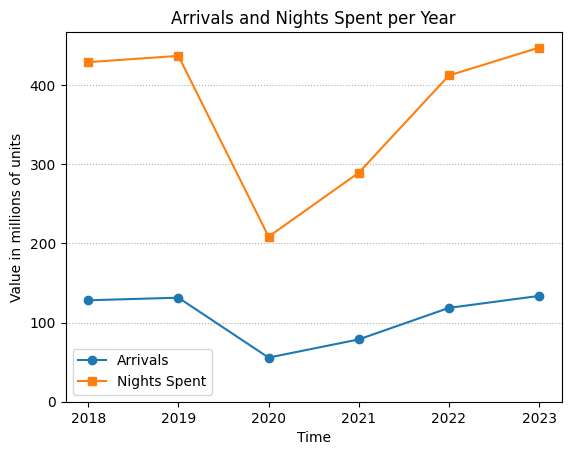 Arrivals and Nights Spent per Year
Value in millions of units
400
300
200
100
0
Arrivals
Nights Spent
2018 2019 2020 2021 2022 2023
Time